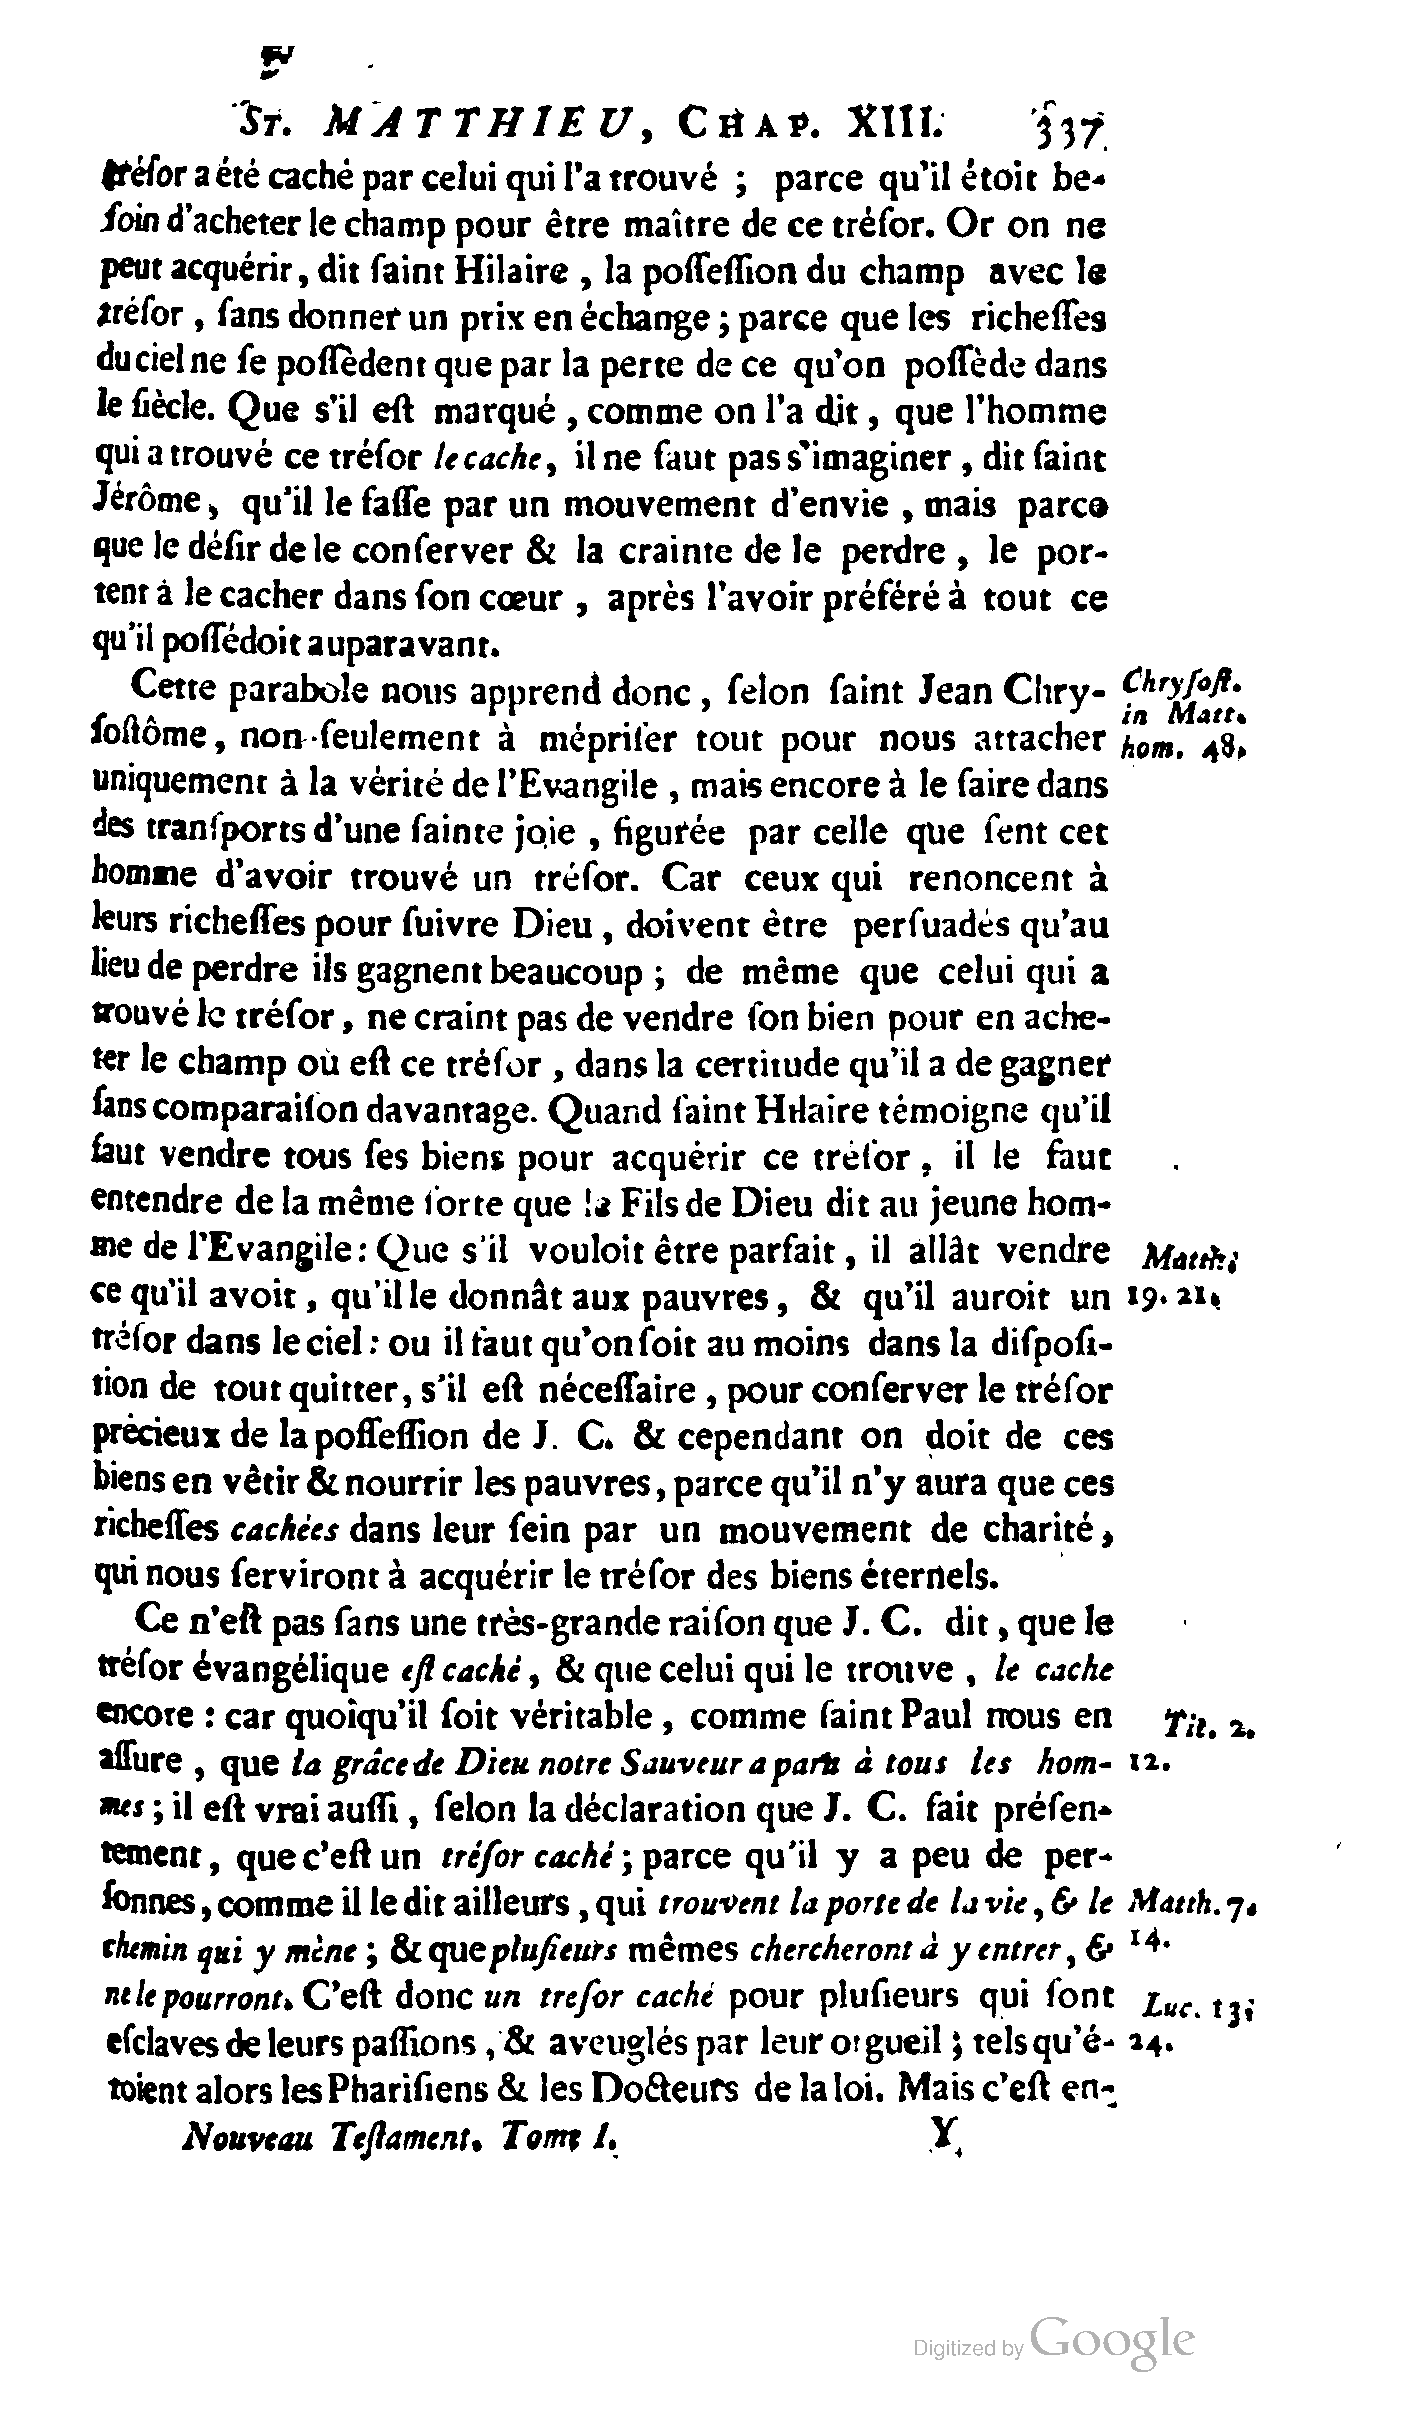 ST. MATTHIEU, CHAP. XIII. 337
tréſor a été caché par celui qui l'a trouvé ; parce qu'il étoit be-
ſoin d'acheter le champ pour être maître de ce tréſor. Or on ne
peut acquérir, dit ſaint Hilaire, la poſſeſſion du champ avec le
tréſor, ſans donner un prix en échange ; parce que les richeſſes
du ciel ne ſe poſſèdent que par la perte de ce qu'on poſſède dans
le ſiècle. Que s'il eſt marqué, comme on l'a dit, que l'homme
qui a trouvé ce tréſor le cache, il ne faut pas s'imaginer, dit ſaint
Jérôme, qu'il le faſſe par un mouvement d'envie, mais parce
que le déſir de le conſerver & la crainte de le perdre, le por-
tent à le cacher dans ſon cœur, après l'avoir préféré à tout ce
qu'il poſſédoit auparavant.
Cette parabole nous apprend donc, ſelon ſaint Jean Chry-
ſoſtôme, non-ſeulement à mépriſer tout pour nous attacher
uniquement à la vérité de l'Evangile, mais encore à le faire dans
des tranſports d'une ſainte joie, figurée par celle que ſent cet
homme d'avoir trouvé un tréſor. Car ceux qui renoncent à
leurs richeſſes pour ſuivre Dieu, doivent être perſuadés qu'au
lieu de perdre ils gagnent beaucoup ; de même que celui qui a
trouvé le tréſor, ne craint pas de vendre ſon bien pour en ache-
ter le champ où eſt ce tréſor, dans la certitude qu'il a de gagner
ſans comparaiſon davantage. Quand ſaint Hilaire témoigne qu'il
faut vendre tous ſes biens pour acquérir ce tréſor, il le faut
entendre de la même ſorte que le Fils de Dieu dit au jeune hom-
me de l'Evangile : Que s'il vouloit être parfait, il allât vendre
ce qu'il avoit, qu'il le donnât aux pauvres, & qu'il auroit un
tréſor dans le ciel : ou il faut qu'on ſoit au moins dans la diſpoſi-
tion de tout quitter, s'il eſt néceſſaire, pour conſerver le tréſor
précieux de la poſſeſſion de J. C. & cependant on doit de ces
biens en vêtir & nourrir les pauvres, parce qu'il n'y aura que ces
richeſſes cachées dans leur ſein par un mouvement de charité,
qui nous ſerviront à acquérir le tréſor des biens éternels.
Ce n'eſt pas ſans une très-grande raiſon que J. C. dit, que le
tréſor évangélique eſt caché, & que celui qui le trouve, le cache
encore : car quoiqu'il ſoit véritable, comme ſaint Paul nous en
aſſure, que la grâce de Dieu notre Sauveur a paru à tous les hom-
mes ; il eſt vrai auſſi, ſelon la déclaration que J. C. fait préſen-
tement, que c'eſt un tréſor caché ; parce qu'il y a peu de per-
ſonnes, comme il le dit ailleurs, qui trouvent la porte de la vie, & le
chemin qui y mène ; & que pluſieurs mêmes chercheront à y entrer, &
ne le pourront. C'eſt donc un treſor caché pour pluſieurs qui ſont
eſclaves de leurs paſſions, & aveuglés par leur orgueil ; tels qu'é-
toient alors les Phariſiens & les Docteurs de la loi. Mais c'eſt en-
Nouveau Teſtament. Tome I. Y
Chryſoſt.
in Matt.
hom. 48.
Matth.
19. 21.
Tit. 2.
12.
Matth. 7.
14.
Luc. 13.
24.
Digitized by Google